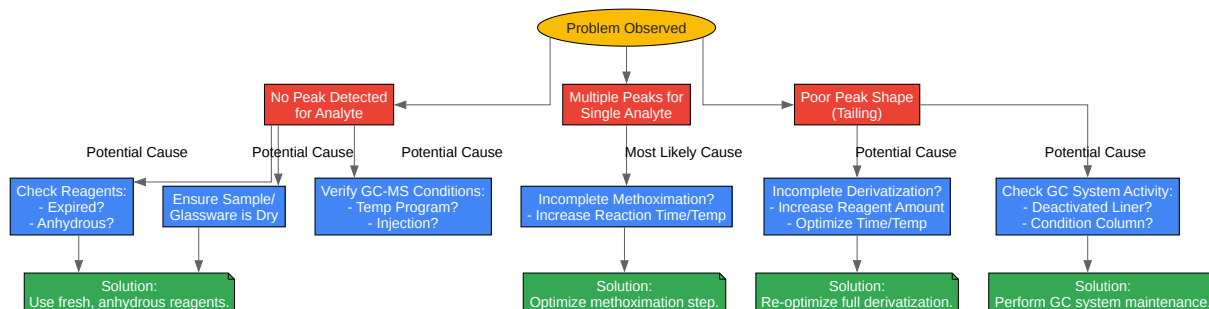 Problem Observed
No Peak Detected
for Analyte
Multiple Peaks for
Single Analyte
Poor Peak Shape
(Tailing)
Potential Cause
Potential Cause
Potential Cause
Most Likely Cause
Potential Cause
Potential Cause
Check Reagents:
- Expired?
- Anhydrous?
Ensure Sample/
Glassware is Dry
Verify GC-MS Conditions:
- Temp Program?
- Injection?
Incomplete Methoximation?
- Increase Reaction Time/Temp
Incomplete Derivatization?
- Increase Reagent Amount
- Optimize Time/Temp
Check GC System Activity:
- Deactivated Liner?
- Condition Column?
Solution:
Use fresh, anhydrous reagents.
Solution:
Optimize methoximation step.
Solution:
Re-optimize full derivatization.
Solution:
Perform GC system maintenance.